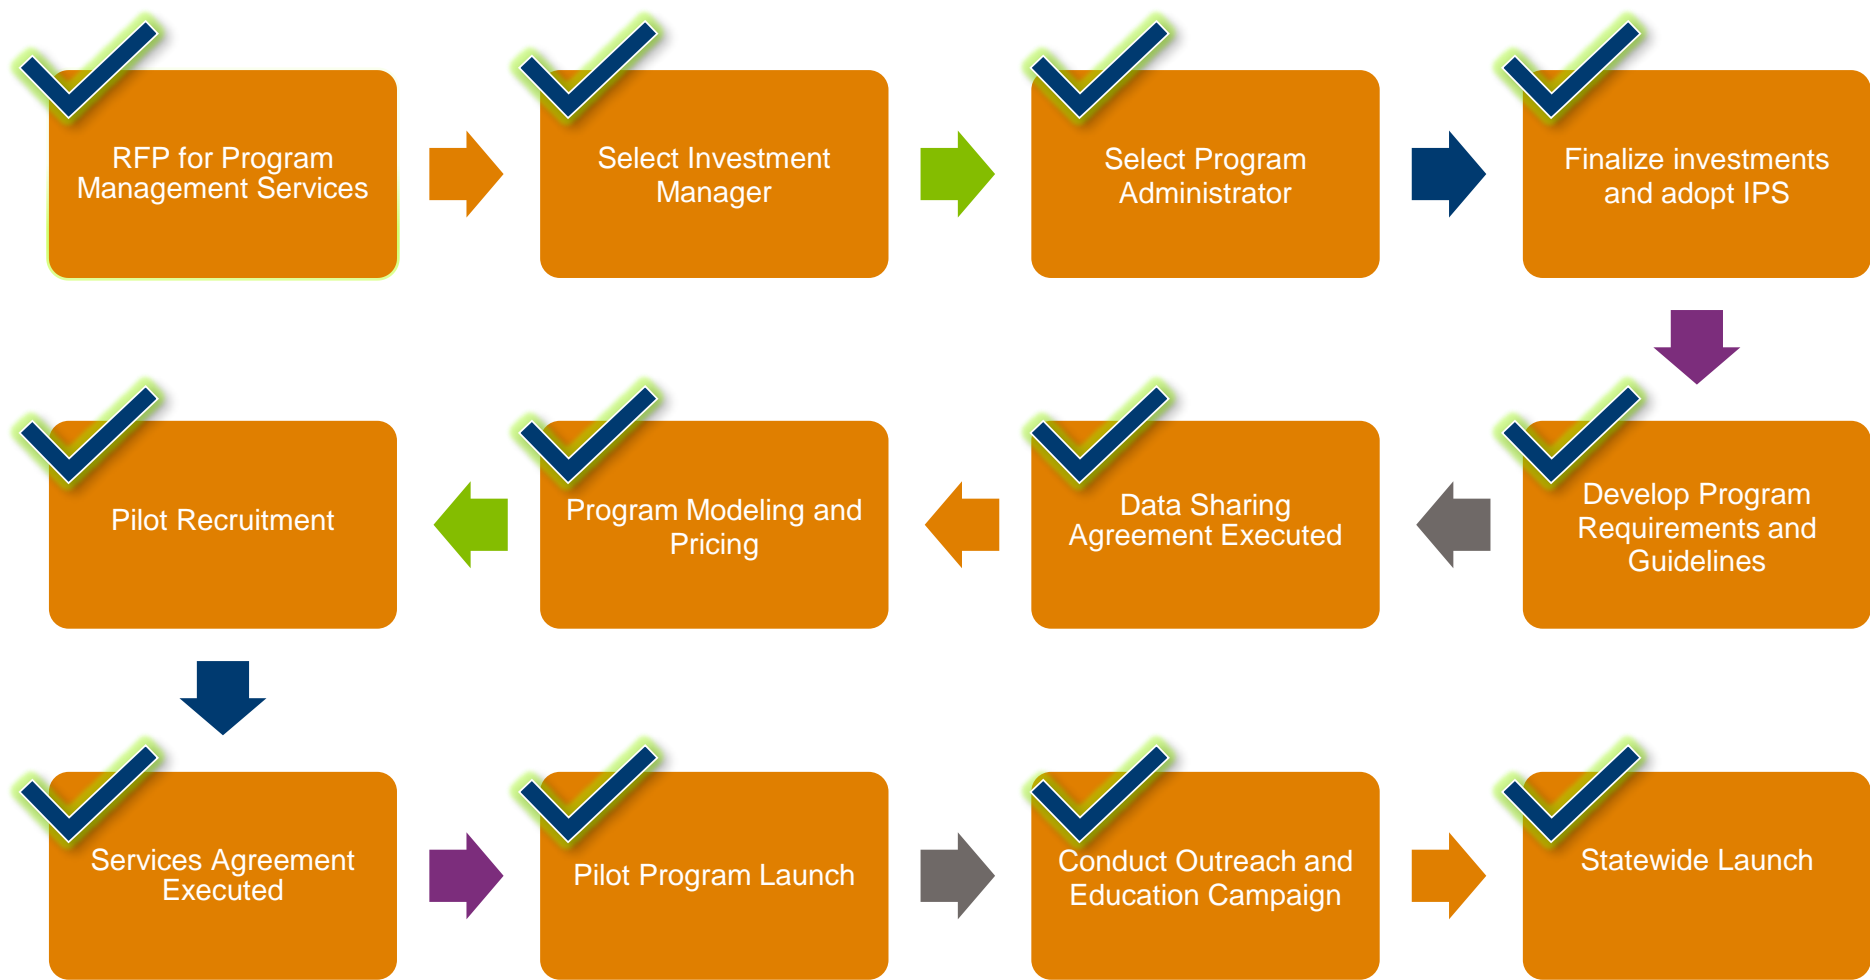 RFP for Program
Management Services
Select Investment
Manager
Select Program
Administrator
Finalize investments
and adopt IPS
Develop Program
Requirements and
Guidelines
Data Sharing
Agreement Executed
Program Modeling and
Pricing
Pilot Recruitment
Services Agreement
Executed
Pilot Program Launch
Conduct Outreach and
Education Campaign
Statewide Launch